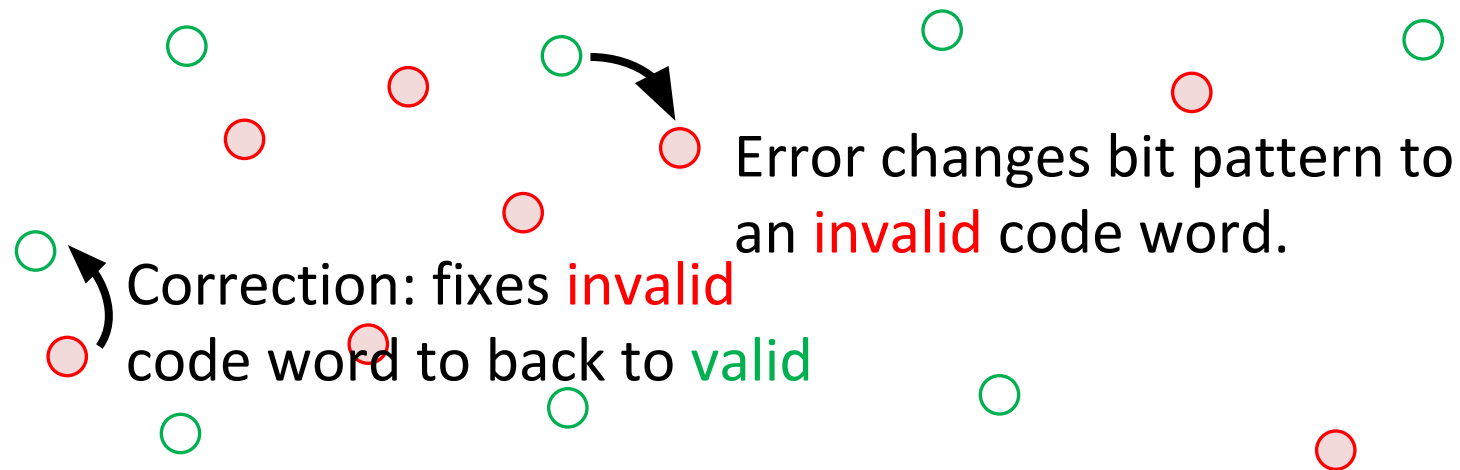 Error changes bit pattern to
an invalid code word.
Correction: fixes invalid
code word to back to valid